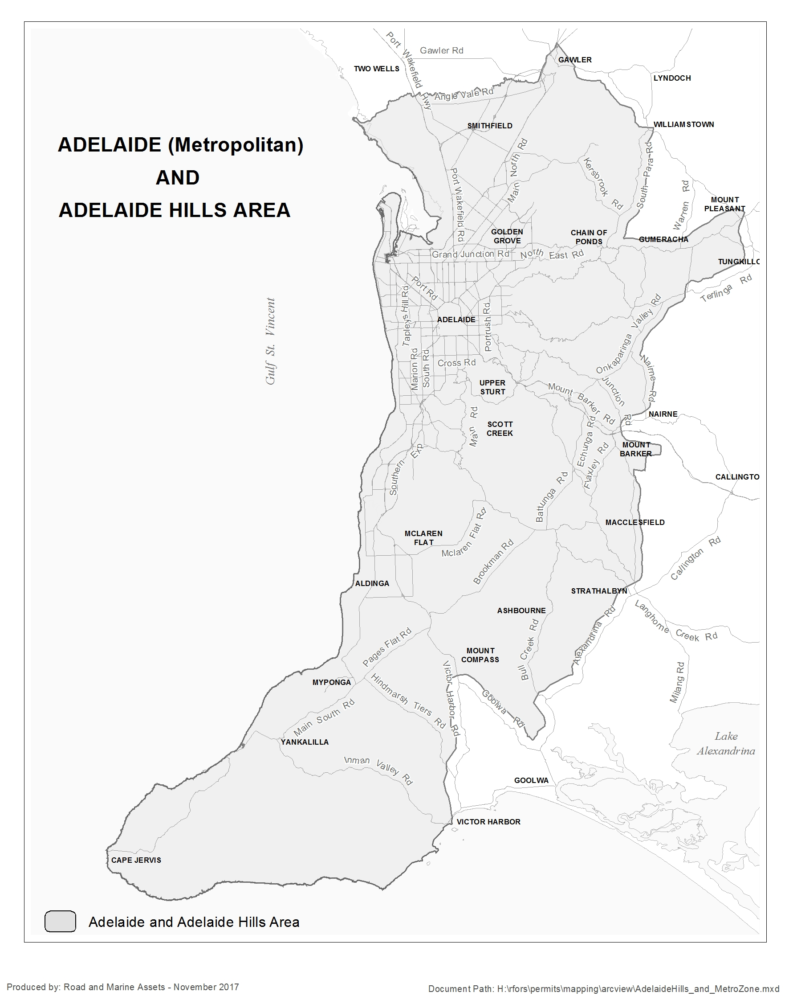 Port Wakefield Hwy
Gawler Rd
GAWLER
TWO WELLS
LYNDOCH
Angle Vale Rd
SMITHFIELD
WILLIAMSTOWN
ADELAIDE (Metropolitan)
AND
ADELAIDE HILLS AREA
Main North Rd
Port Wakefield Rd
Kersbrook Rd
South Para Rd
Warren Rd
MOUNT
PLEASANT
GOLDEN
GROVE
CHAIN OF
PONDS
GUMERACHA
Grand Junction Rd
North East Rd
TUNGKILLO
Terlinga Rd
Port Rd
Tapleys Hill Rd
Gulf St. Vincent
ADELAIDE
Portrush Rd
Onkaparinga Valley Rd
Marion Rd
South Rd
Cross Rd
Nairne Rd
UPPER
STURT
Mount Barker Rd
Junction Rd
NAIRNE
Main Rd
SCOTT
CREEK
Echunga Rd
Flaxley Rd
MOUNT
BARKER
Southern Exp
CALLINGTO
Battunga Rd
MACCLESFIELD
MCLAREN
FLAT
Mclaren Flat Rd
Brookman Rd
Callington Rd
ALDINGA
STRATHALBYN
ASHBOURNE
Langhorne Creek Rd
Alexandrina Rd
Bull Creek Rd
Pages Flat Rd
MOUNT
COMPASS
Victor Harbor Rd
Milang Rd
MYPONGA
Hindmarsh Tiers Rd
Goolwa Rd
Main South Rd
Lake
Alexandrina
YANKALILLA
Inman Valley Rd
GOOLWA
VICTOR HARBOR
CAPE JERVIS
Adelaide and Adelaide Hills Area
Produced by: Road and Marine Assets - November 2017
Document Path: H:\rfors\permits\mapping\arcview\AdelaideHills_and_MetroZone.mxd